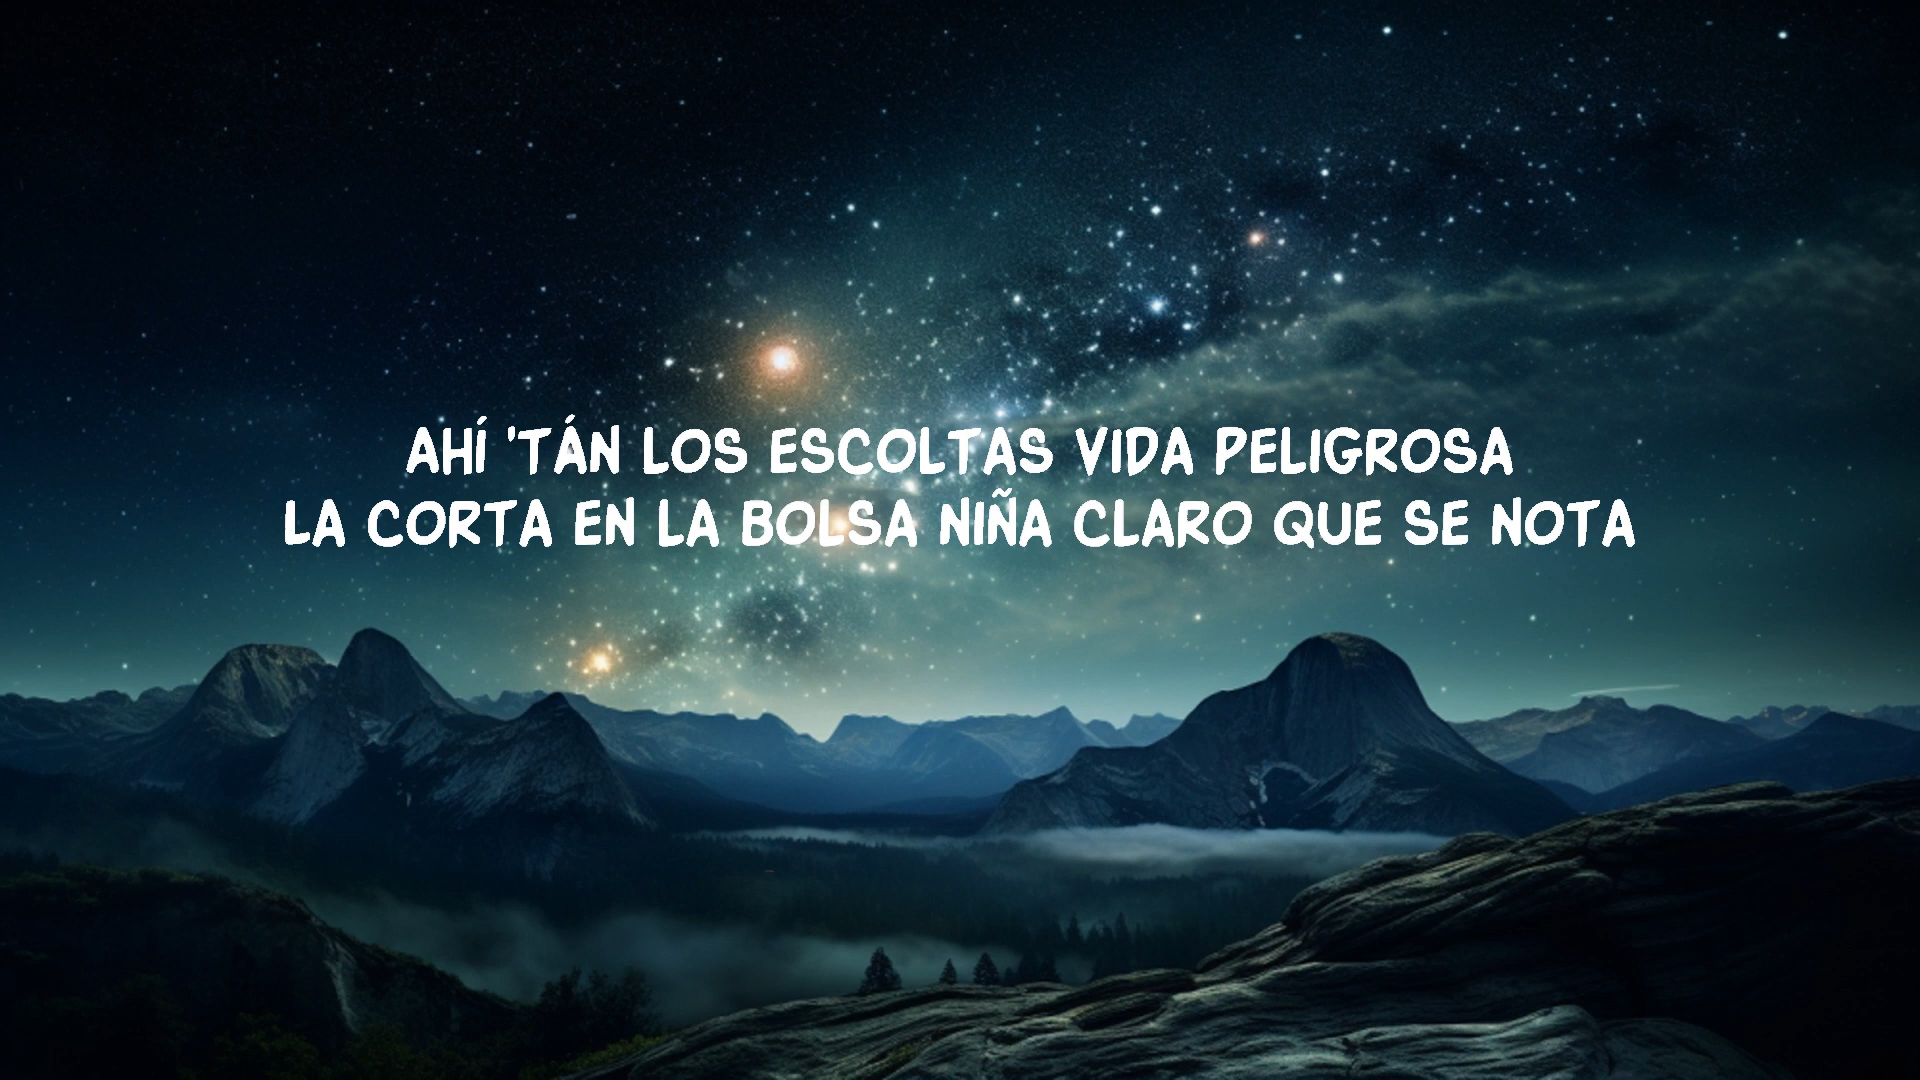 AHÍ 'TÁN LOS ESCOLTAS VIDA PELIGROSA
LA CORTA EN LA BOLSA NIÑA CLARO QUE SE NOTA